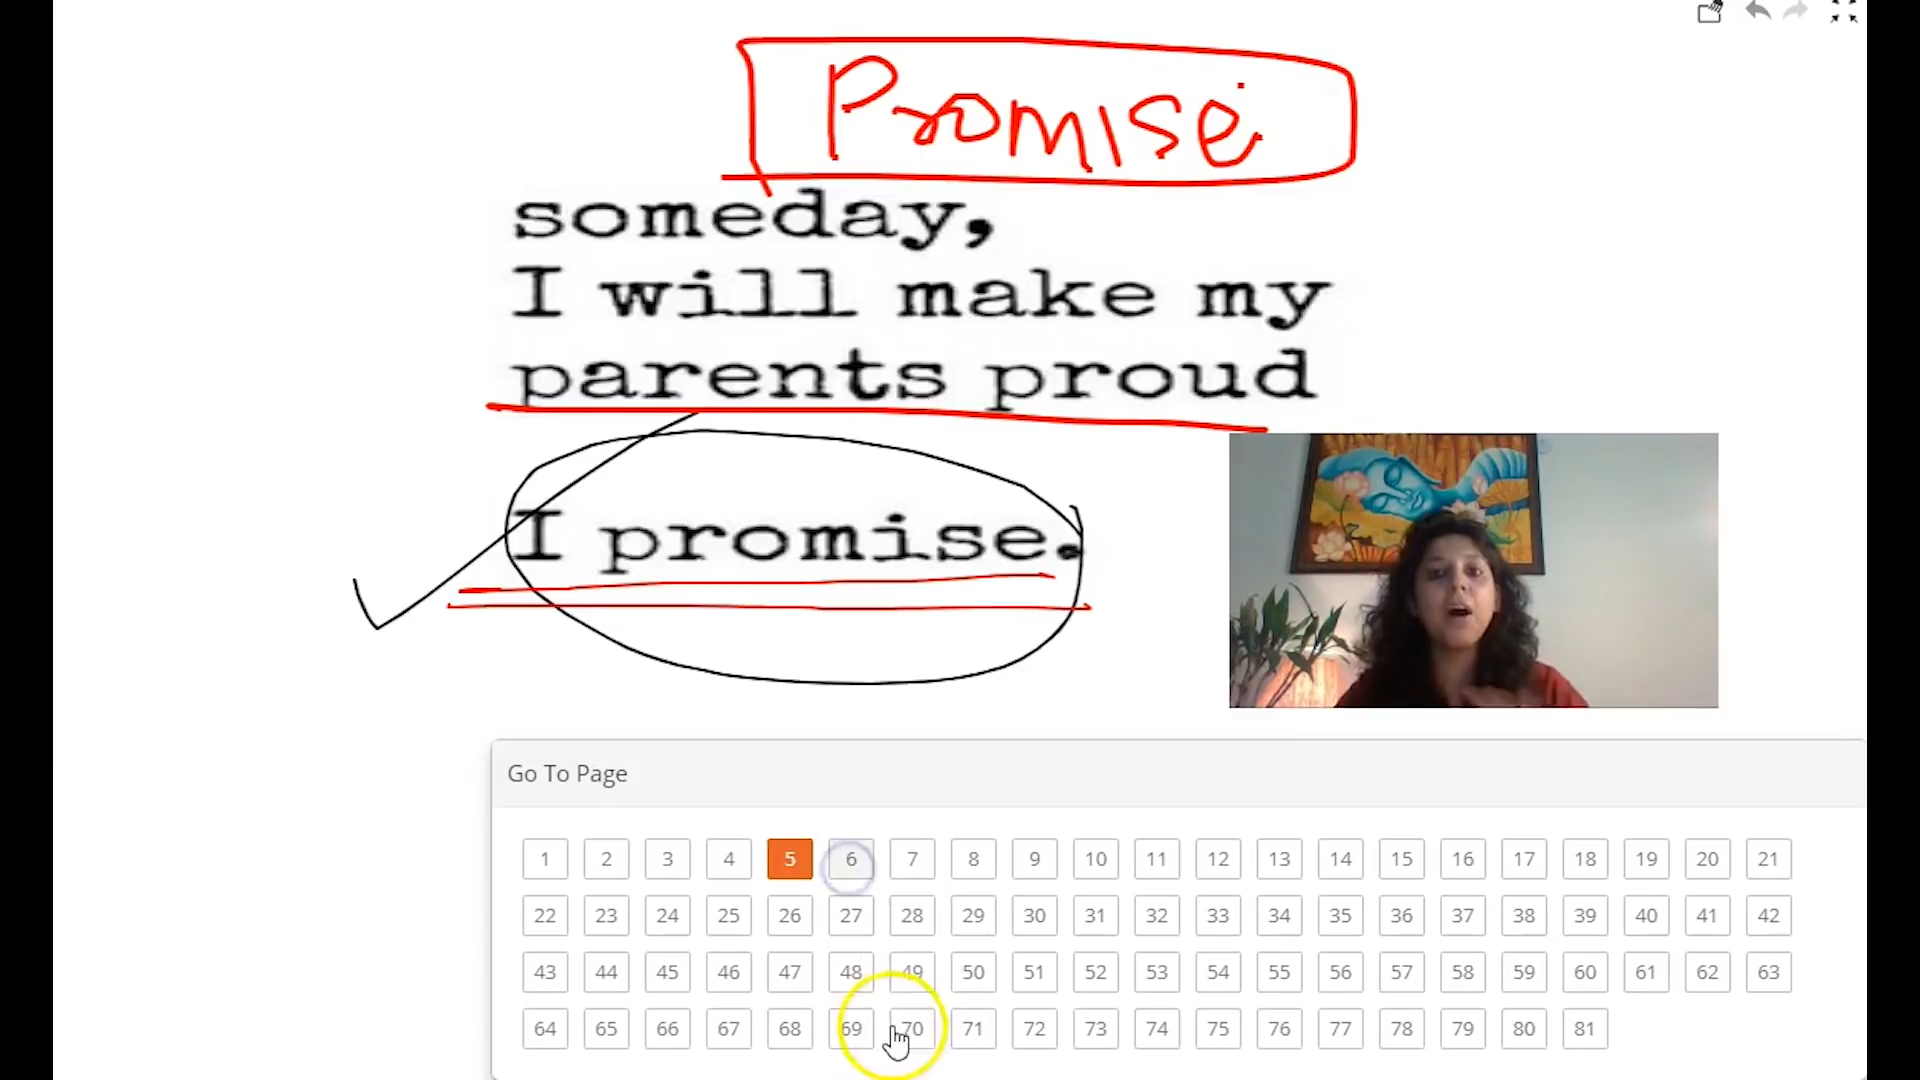 Promise
someday,
I will make my
parents proud
I promise.
Go To Page
1 2 3 4 5 6 7 8 9 10 11 12 13 14 15 16 17 18 19 20 21
22 23 24 25 26 27 28 29 30 31 32 33 34 35 36 37 38 39 40 41 42
43 44 45 46 47 48 49 50 51 52 53 54 55 56 57 58 59 60 61 62 63
64 65 66 67 68 69 70 71 72 73 74 75 76 77 78 79 80 81